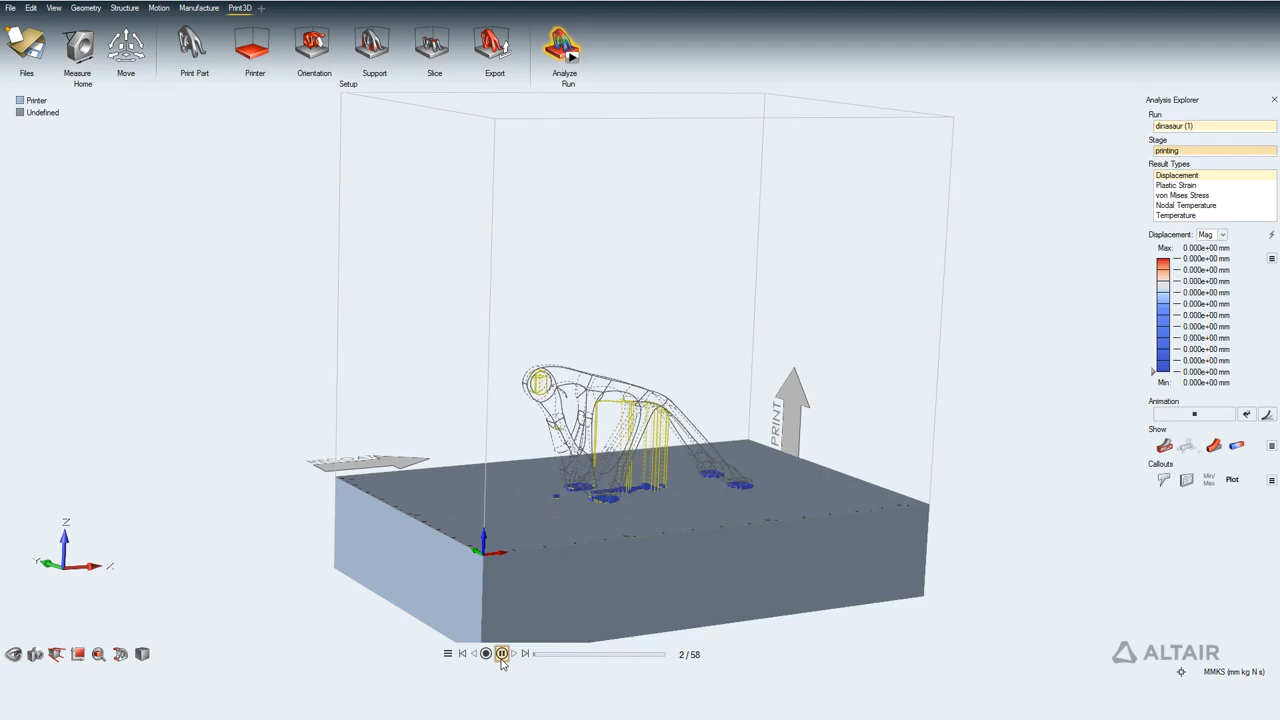 File Edit View Geometry Structure Motion Manufacture Print3D +
Files Measure Move Print Part Printer Orientation Support Slice Export Analyze
Home Setup Run
Printer
Undefined
Analysis Explorer
Run
dinasaur (1)
Stage
printing
Result Types
Displacement
Plastic Strain
von Mises Stress
Nodal Temperature
Temperature
Displacement: Mag
Max: 0.000e+00 mm
0.000e+00 mm
0.000e+00 mm
0.000e+00 mm
0.000e+00 mm
0.000e+00 mm
0.000e+00 mm
0.000e+00 mm
0.000e+00 mm
0.000e+00 mm
0.000e+00 mm
0.000e+00 mm
Min: 0.000e+00 mm
Animation
Show
Callouts
Min/
Max
Plot
PRINT
Z
Y
X
2 / 58
ALTAIR
MMKS (mm kg N s)